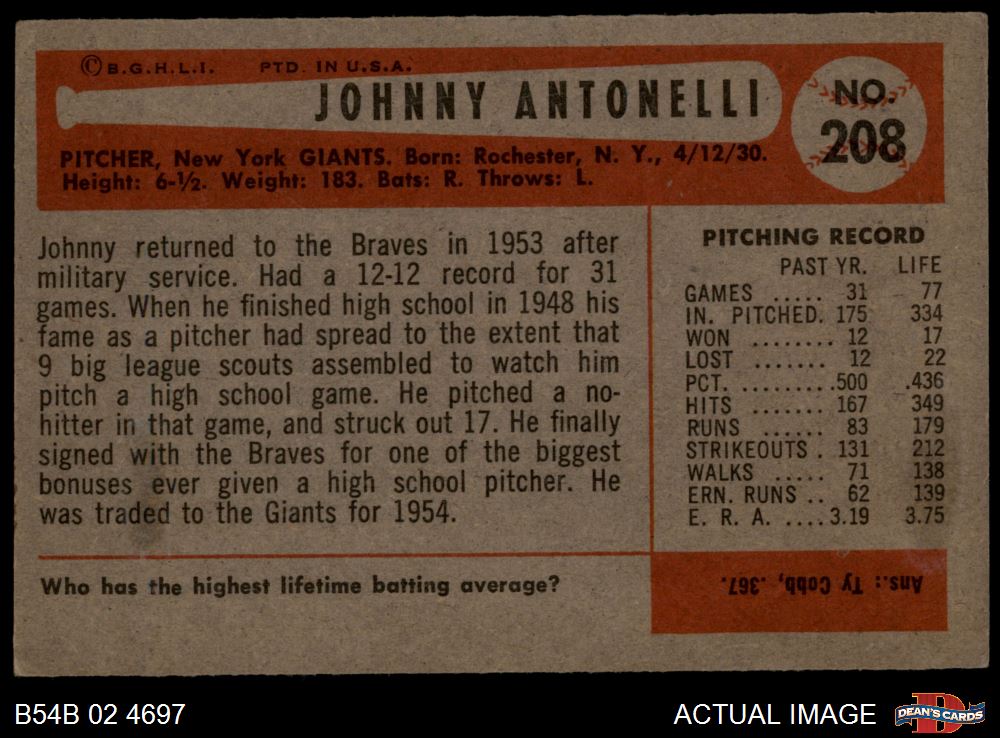 © B.G.H.L.I. PTD. IN U.S.A.
JOHNNY ANTONELLI
NO.
208
PITCHER, New York GIANTS. Born: Rochester, N. Y., 4/12/30.
Height: 6-½. Weight: 183. Bats: R. Throws: L.
Johnny returned to the Braves in 1953 after
military service. Had a 12-12 record for 31
games. When he finished high school in 1948 his
fame as a pitcher had spread to the extent that
9 big league scouts assembled to watch him
pitch a high school game. He pitched a no-
hitter in that game, and struck out 17. He finally
signed with the Braves for one of the biggest
bonuses ever given a high school pitcher. He
was traded to the Giants for 1954.
PITCHING RECORD
PAST YR. LIFE
GAMES ..... 31 77
IN. PITCHED. 175 334
WON ........ 12 17
LOST ....... 12 22
PCT. ......... .500 .436
HITS ....... 167 349
RUNS ...... 83 179
STRIKEOUTS . 131 212
WALKS ..... 71 138
ERN. RUNS .. 62 139
E. R. A. .... 3.19 3.75
Who has the highest lifetime batting average?
Ans.: Ty Cobb, .367.
B54B 02 4697
ACTUAL IMAGE
DEAN'S CARDS